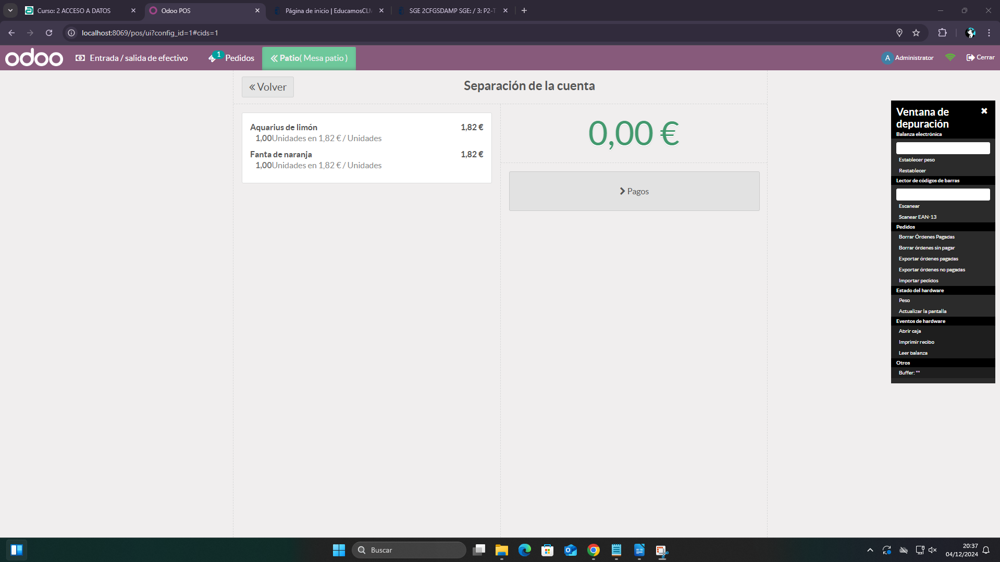 Curso: 2 ACCESO A DATOS
Odoo POS
Página de inicio | EducamosCLM
SGE 2CFGSDAMP SGE: / 3: P2-T
localhost:8069/pos/ui?config_id=1#cids=1
odoo
Entrada / salida de efectivo
1
Pedidos
Patio( Mesa patio )
A
Administrator
Cerrar
Volver
Separación de la cuenta
Aquarius de limón 1,82 €
1,00Unidades en 1,82 € / Unidades
Fanta de naranja 1,82 €
1,00Unidades en 1,82 € / Unidades
0,00 €
Pagos
Ventana de
depuración
Balanza electrónica
Establecer peso
Restablecer
Lector de códigos de barras
Escanear
Scanear EAN-13
Pedidos
Borrar Órdenes Pagadas
Borrar órdenes sin pagar
Exportar órdenes pagadas
Exportar órdenes no pagadas
Importar pedidos
Estado del hardware
Peso
Actualizar la pantalla
Eventos de hardware
Abrir caja
Imprimir recibo
Leer balanza
Otros
Buffer: ""
Buscar
20:37
04/12/2024